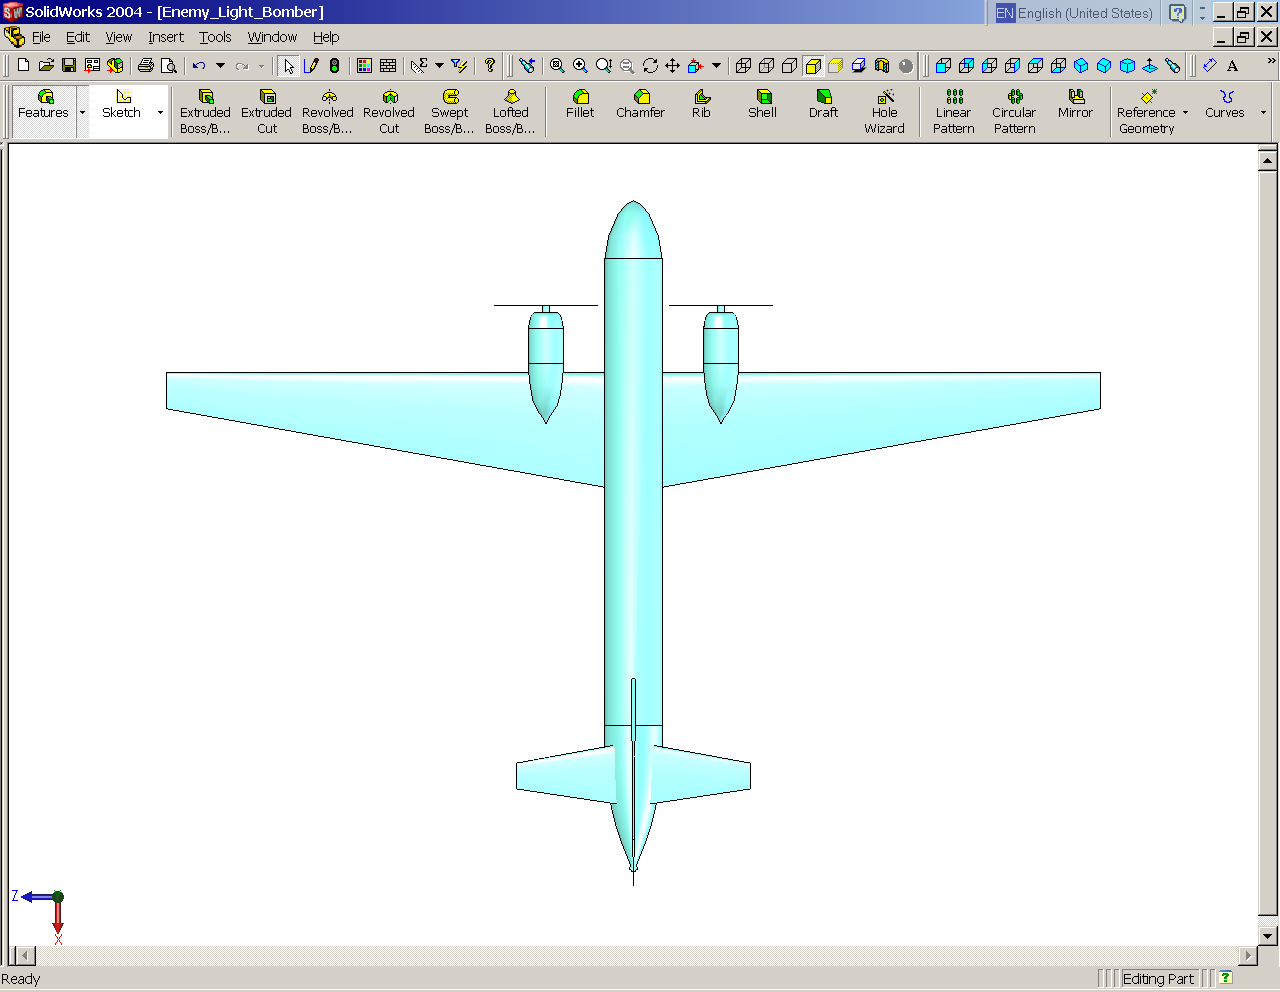 SolidWorks 2004 - [Enemy_Light_Bomber]
EN English (United States)
File Edit View Insert Tools Window Help
Features Sketch Extruded Boss/B... Extruded Cut Revolved Boss/B... Revolved Cut Swept Boss/B... Lofted Boss/B... Fillet Chamfer Rib Shell Draft Hole Wizard Linear Pattern Circular Pattern Mirror Reference Geometry Curves
Z
X
Ready
Editing Part